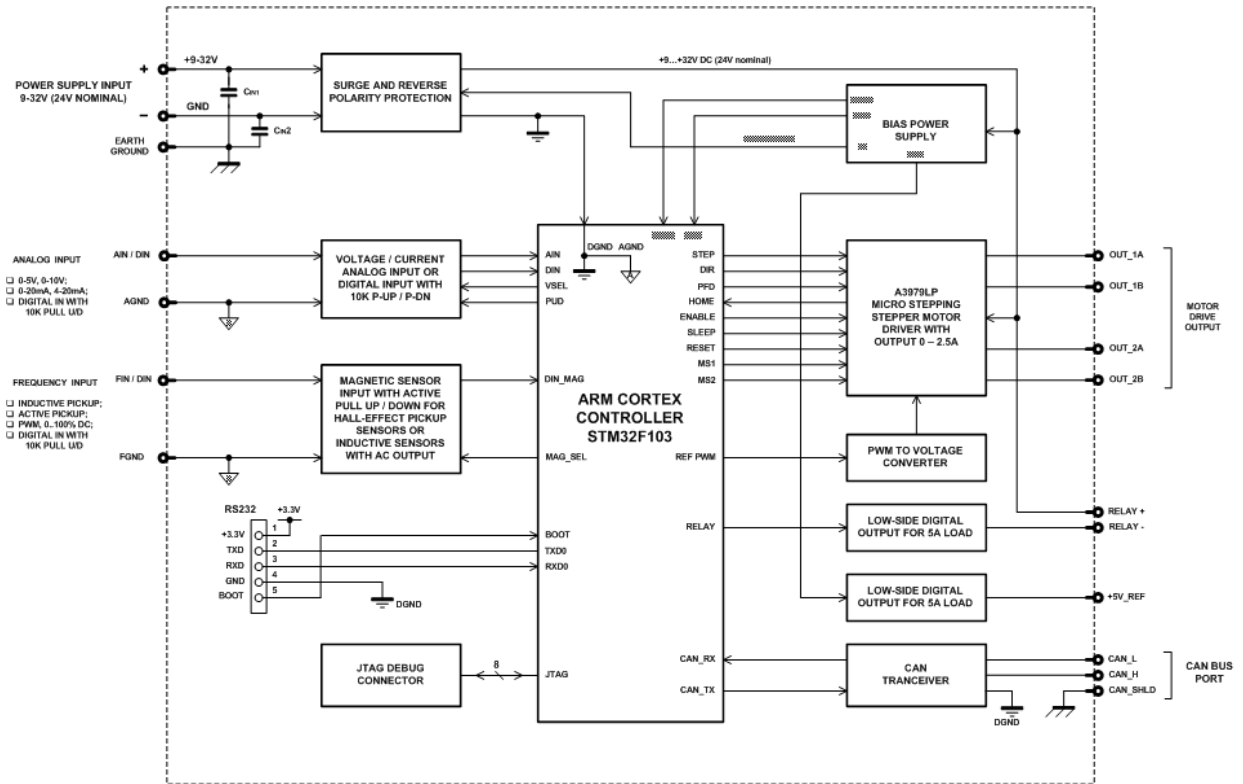 +9-32V
+9...+32V DC (24V nominal)
+
POWER SUPPLY INPUT
9-32V (24V NOMINAL)
GND
−
EARTH
GROUND
CIN1
CIN2
SURGE AND REVERSE
POLARITY PROTECTION
BIAS POWER
SUPPLY
ANALOG INPUT
❑ 0-5V, 0-10V;
❑ 0-20mA, 4-20mA;
❑ DIGITAL IN WITH
10K PULL U/D
AIN / DIN
AGND
VOLTAGE / CURRENT
ANALOG INPUT OR
DIGITAL INPUT WITH
10K P-UP / P-DN
FREQUENCY INPUT
❑ INDUCTIVE PICKUP;
❑ ACTIVE PICKUP;
❑ PWM, 0..100% DC;
❑ DIGITAL IN WITH
10K PULL U/D
FIN / DIN
FGND
MAGNETIC SENSOR
INPUT WITH ACTIVE
PULL UP / DOWN FOR
HALL-EFFECT PICKUP
SENSORS OR
INDUCTIVE SENSORS
WITH AC OUTPUT
RS232
+3.3V
+3.3V 1
TXD 2
RXD 3
GND 4
BOOT 5
DGND
JTAG DEBUG
CONNECTOR
8
DGND AGND
AIN
DIN
VSEL
PUD
DIN_MAG
MAG_SEL
BOOT
TXD0
RXD0
JTAG
ARM CORTEX
CONTROLLER
STM32F103
STEP
DIR
PFD
HOME
ENABLE
SLEEP
RESET
MS1
MS2
REF PWM
RELAY
CAN_RX
CAN_TX
A3979LP
MICRO STEPPING
STEPPER MOTOR
DRIVER WITH
OUTPUT 0 – 2.5A
PWM TO VOLTAGE
CONVERTER
LOW-SIDE DIGITAL
OUTPUT FOR 5A LOAD
LOW-SIDE DIGITAL
OUTPUT FOR 5A LOAD
CAN
TRANCEIVER
DGND
OUT_1A
OUT_1B
OUT_2A
OUT_2B
MOTOR
DRIVE
OUTPUT
RELAY +
RELAY -
+5V_REF
CAN_L
CAN_H
CAN_SHLD
CAN BUS
PORT